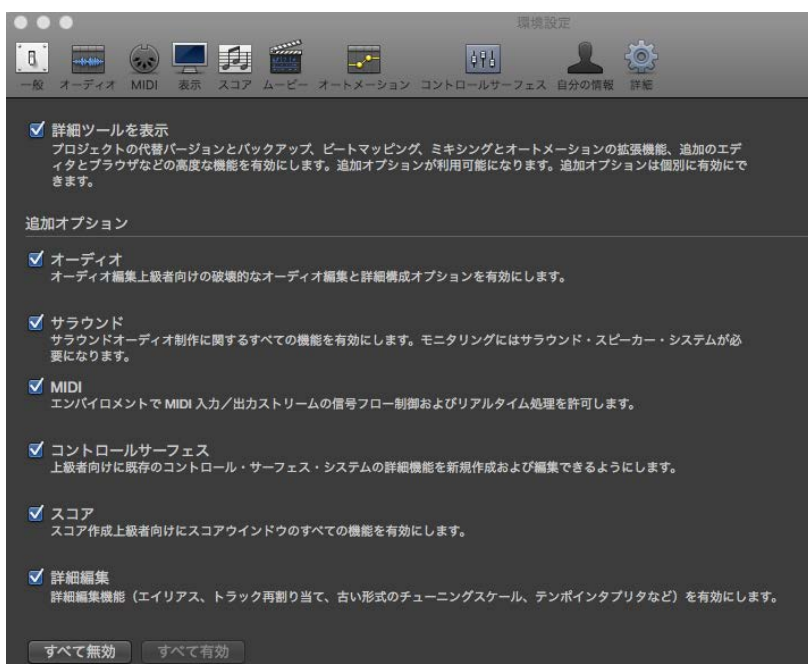 環境設定
一般 オーディオ MIDI 表示 スコア ムービー オートメーション コントロールサーフェス 自分の情報 詳細
詳細ツールを表示
プロジェクトの代替バージョンとバックアップ、ビートマッピング、ミキシングとオートメーションの拡張機能、追加のエデ
ィタとブラウザなどの高度な機能を有効にします。追加オプションが利用可能になります。追加オプションは個別に有効にで
きます。
追加オプション
オーディオ
オーディオ編集上級者向けの破壊的なオーディオ編集と詳細構成オプションを有効にします。
サラウンド
サラウンドオーディオ制作に関するすべての機能を有効にします。モニタリングにはサラウンド・スピーカー・システムが必
要になります。
MIDI
エンバイロメントで MIDI 入力／出力ストリームの信号フロー制御およびリアルタイム処理を許可します。
コントロールサーフェス
上級者向けに既存のコントロール・サーフェス・システムの詳細機能を新規作成および編集できるようにします。
スコア
スコア作成上級者向けにスコアウインドウのすべての機能を有効にします。
詳細編集
詳細編集機能（エイリアス、トラック再割り当て、古い形式のチューニングスケール、テンポインタプリタなど）を有効にします。
すべて無効 すべて有効